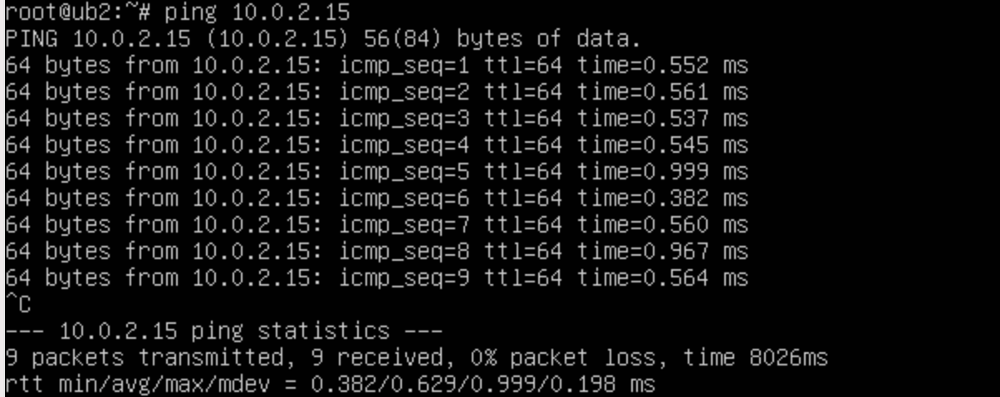 root@ub2:~# ping 10.0.2.15
PING 10.0.2.15 (10.0.2.15) 56(84) bytes of data.
64 bytes from 10.0.2.15: icmp_seq=1 ttl=64 time=0.552 ms
64 bytes from 10.0.2.15: icmp_seq=2 ttl=64 time=0.561 ms
64 bytes from 10.0.2.15: icmp_seq=3 ttl=64 time=0.537 ms
64 bytes from 10.0.2.15: icmp_seq=4 ttl=64 time=0.545 ms
64 bytes from 10.0.2.15: icmp_seq=5 ttl=64 time=0.999 ms
64 bytes from 10.0.2.15: icmp_seq=6 ttl=64 time=0.382 ms
64 bytes from 10.0.2.15: icmp_seq=7 ttl=64 time=0.560 ms
64 bytes from 10.0.2.15: icmp_seq=8 ttl=64 time=0.967 ms
64 bytes from 10.0.2.15: icmp_seq=9 ttl=64 time=0.564 ms
^C
--- 10.0.2.15 ping statistics ---
9 packets transmitted, 9 received, 0% packet loss, time 8026ms
rtt min/avg/max/mdev = 0.382/0.629/0.999/0.198 ms